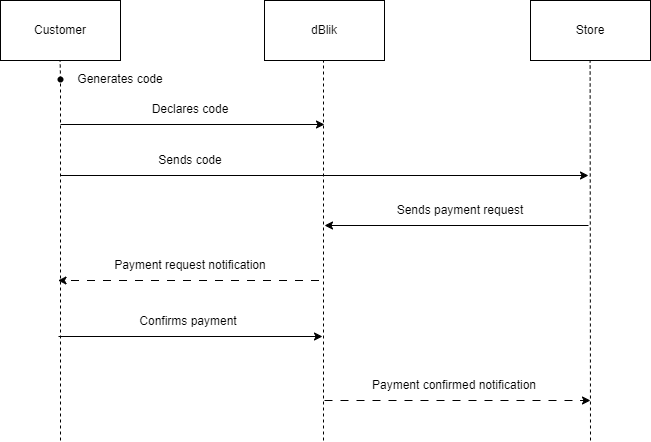 Customer
dBlik
Store
Generates code
Declares code
Sends code
Sends payment request
Payment request notification
Confirms payment
Payment confirmed notification